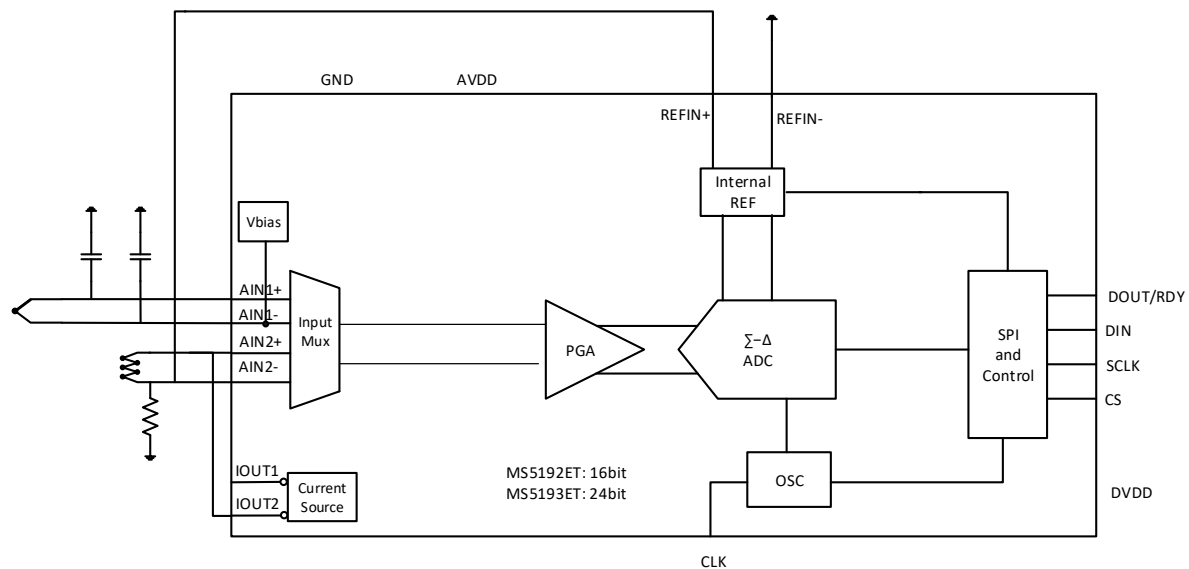 GND
AVDD
REFIN+
REFIN-
Internal
REF
Vbias
AIN1+
AIN1-
AIN2+
AIN2-
Input
Mux
PGA
∑−Δ
ADC
SPI
and
Control
DOUT/RDY
DIN
SCLK
CS
IOUT1
IOUT2
Current
Source
MS5192ET: 16bit
MS5193ET: 24bit
OSC
DVDD
CLK